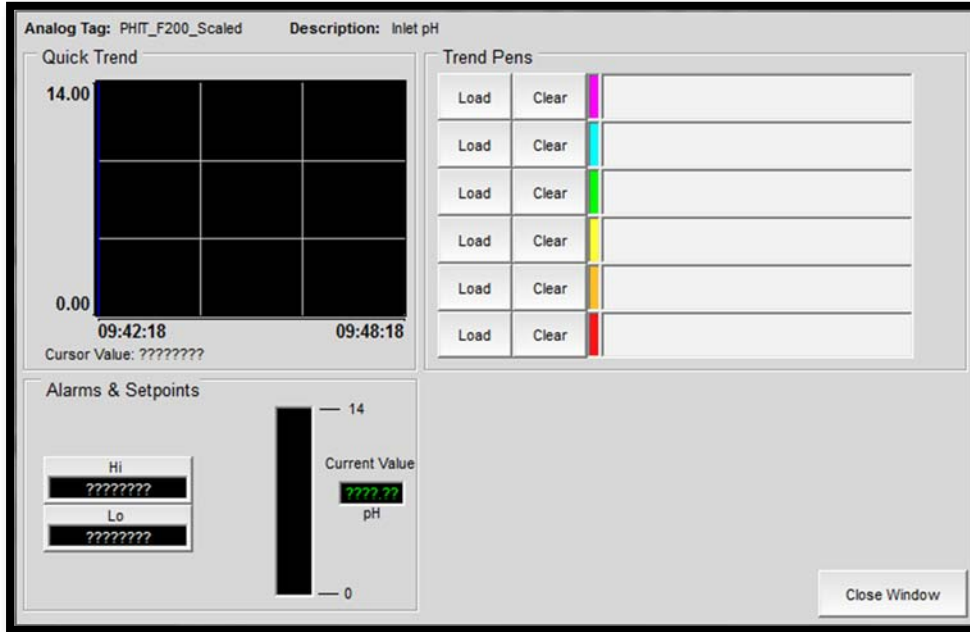 Analog Tag: PHIT_F200_Scaled Description: Inlet pH
Quick Trend
14.00
0.00
09:42:18 09:48:18
Cursor Value: ????????
Trend Pens
Load Clear
Load Clear
Load Clear
Load Clear
Load Clear
Load Clear
Alarms & Setpoints
Hi
????????
Lo
????????
14
Current Value
????.??
pH
0
Close Window